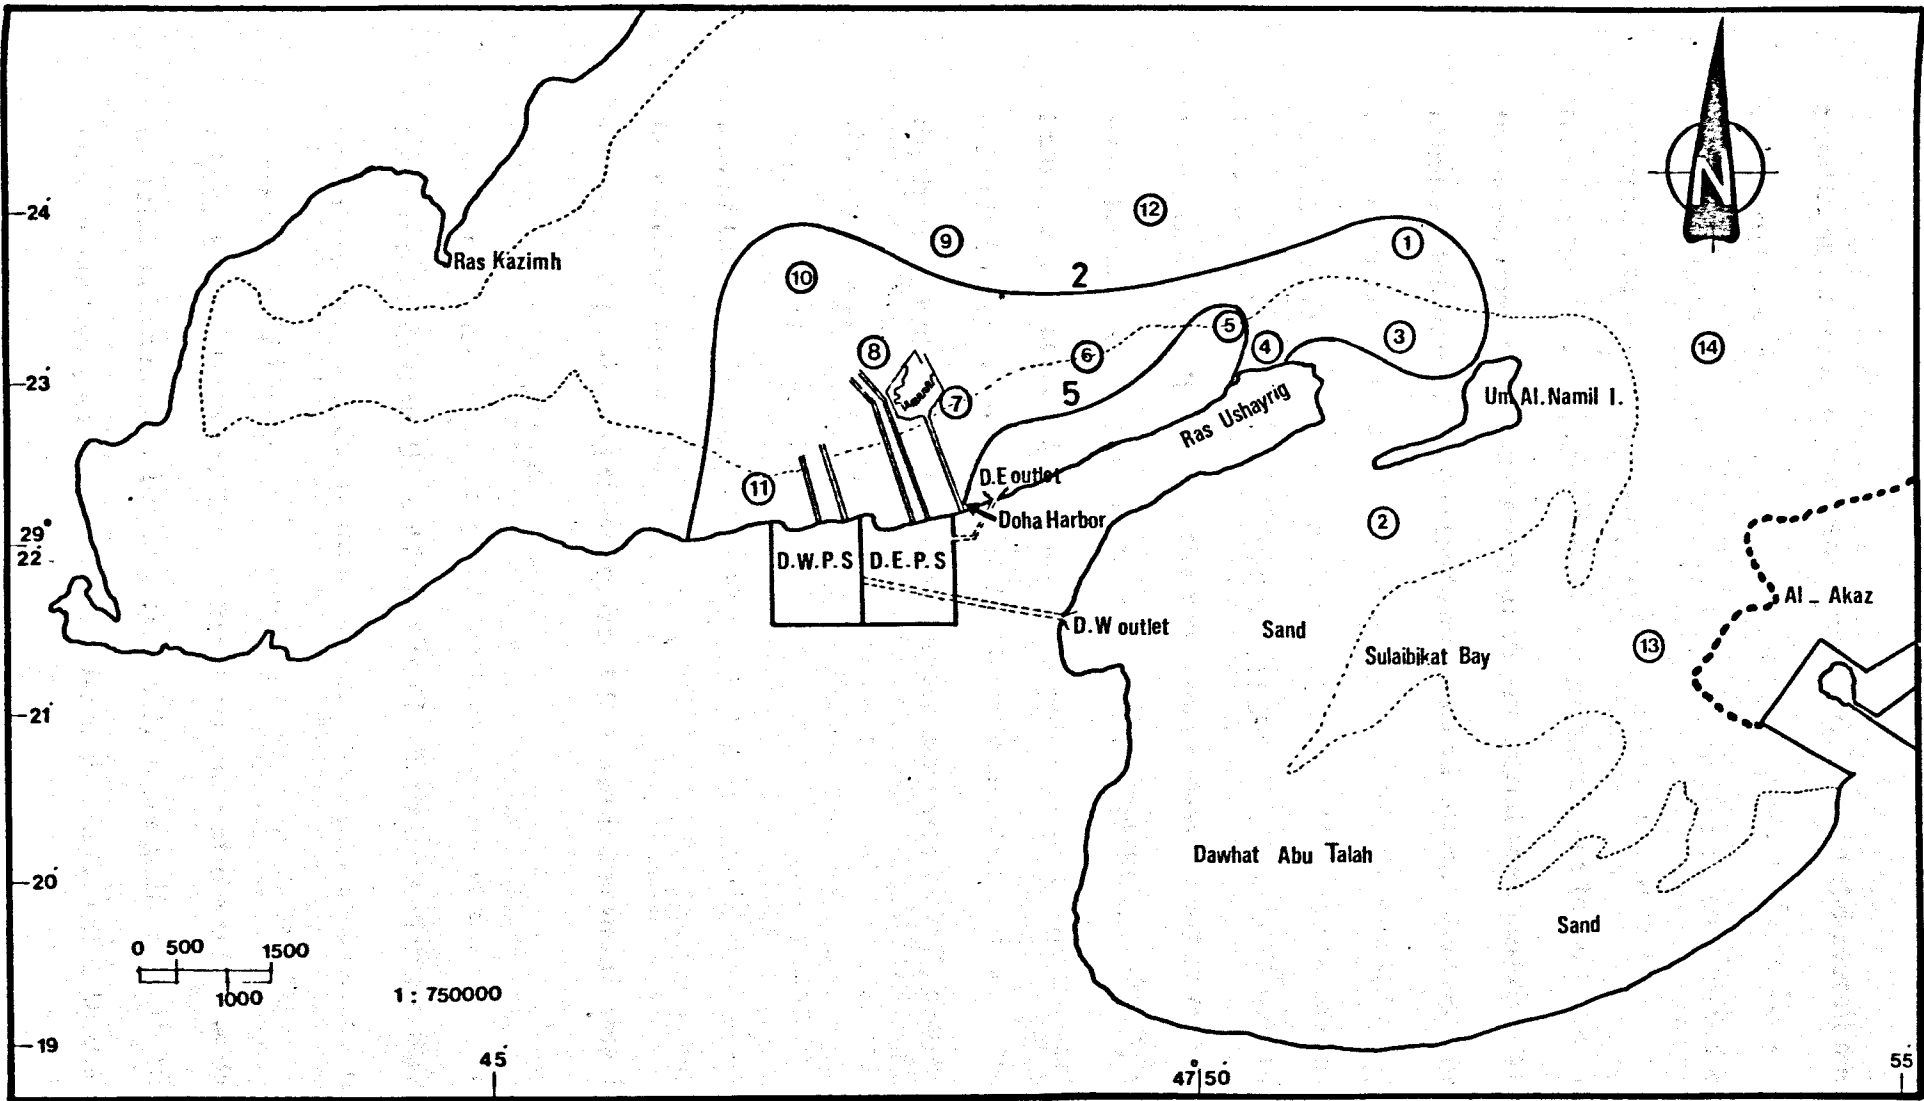 N
24'
12
9
1
Ras Kazimh
10
2
5
4
3
14
8
6
23'
7
5
Um Al. Namil I.
Ras Ushayrig
D.E outlet
11
Doha Harbor
2
29°
22'
D.W.P.S
D.E.P.S
Al _ Akaz
D.W outlet
Sand
13
Sulaibikat Bay
21'
Dawhat Abu Talah
20'
Sand
0 500 1500
1000
1 : 750000
19
45'
47° 50'
55